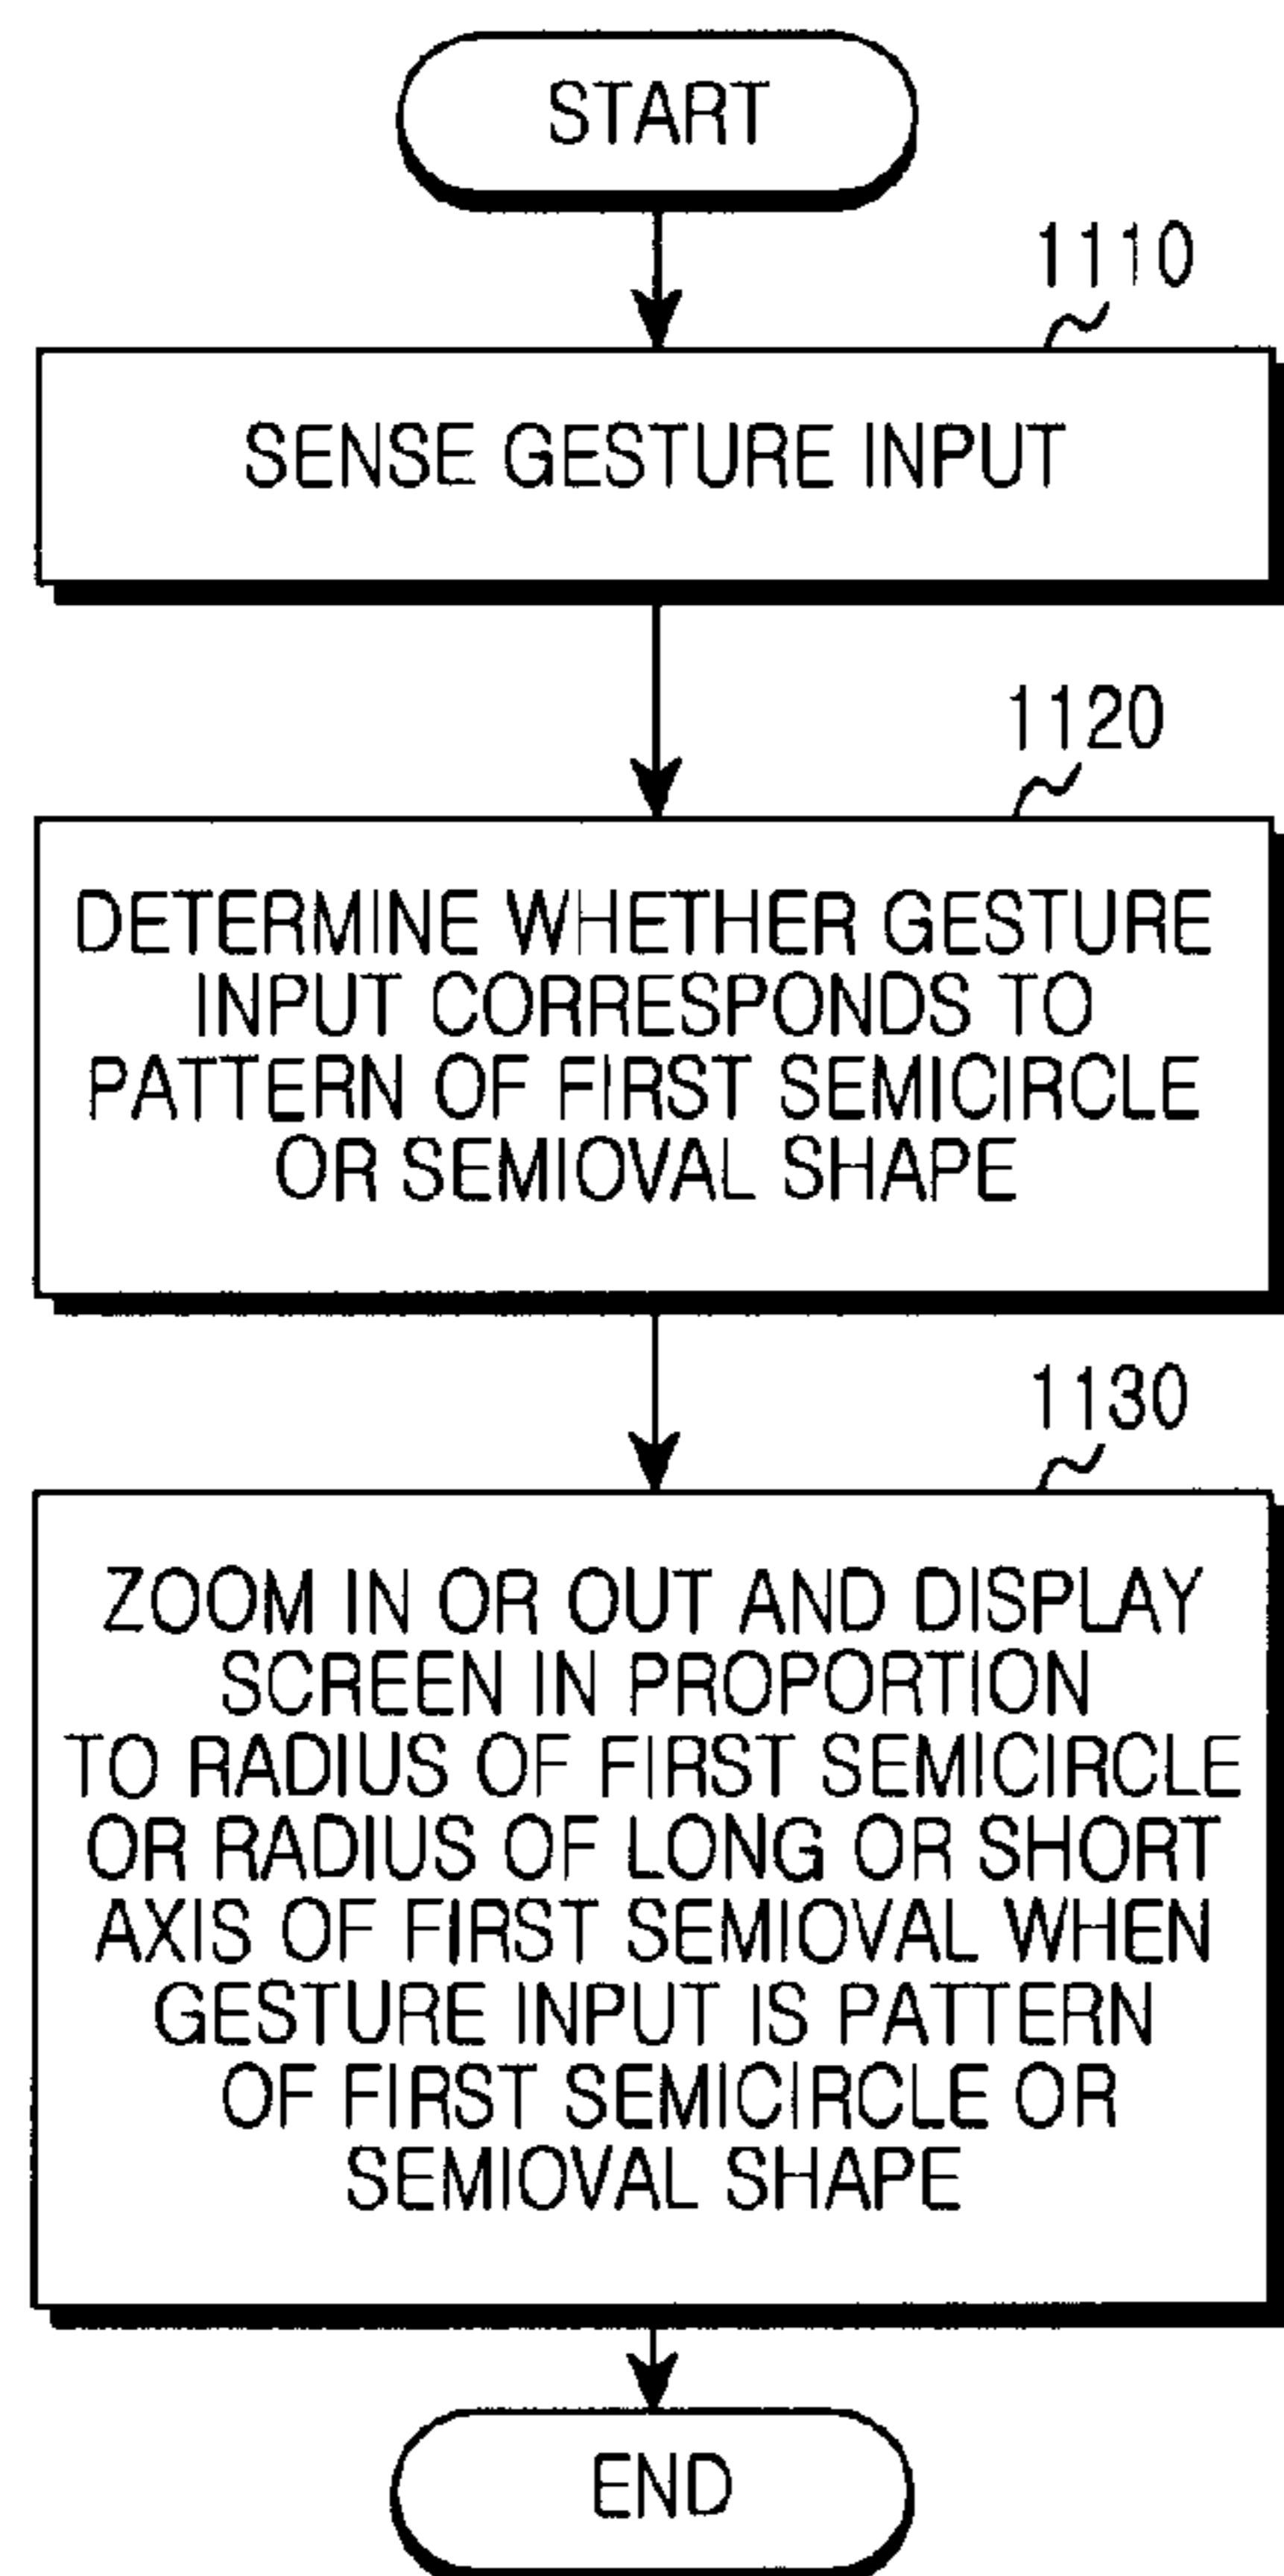 START
1110
SENSE GESTURE INPUT
1120
DETERMINE WHETHER GESTURE
INPUT CORRESPONDS TO
PATTERN OF FIRST SEMICIRCLE
OR SEMIOVAL SHAPE
1130
ZOOM IN OR OUT AND DISPLAY
SCREEN IN PROPORTION
TO RADIUS OF FIRST SEMICIRCLE
OR RADIUS OF LONG OR SHORT
AXIS OF FIRST SEMIOVAL WHEN
GESTURE INPUT IS PATTERN
OF FIRST SEMICIRCLE OR
SEMIOVAL SHAPE
END